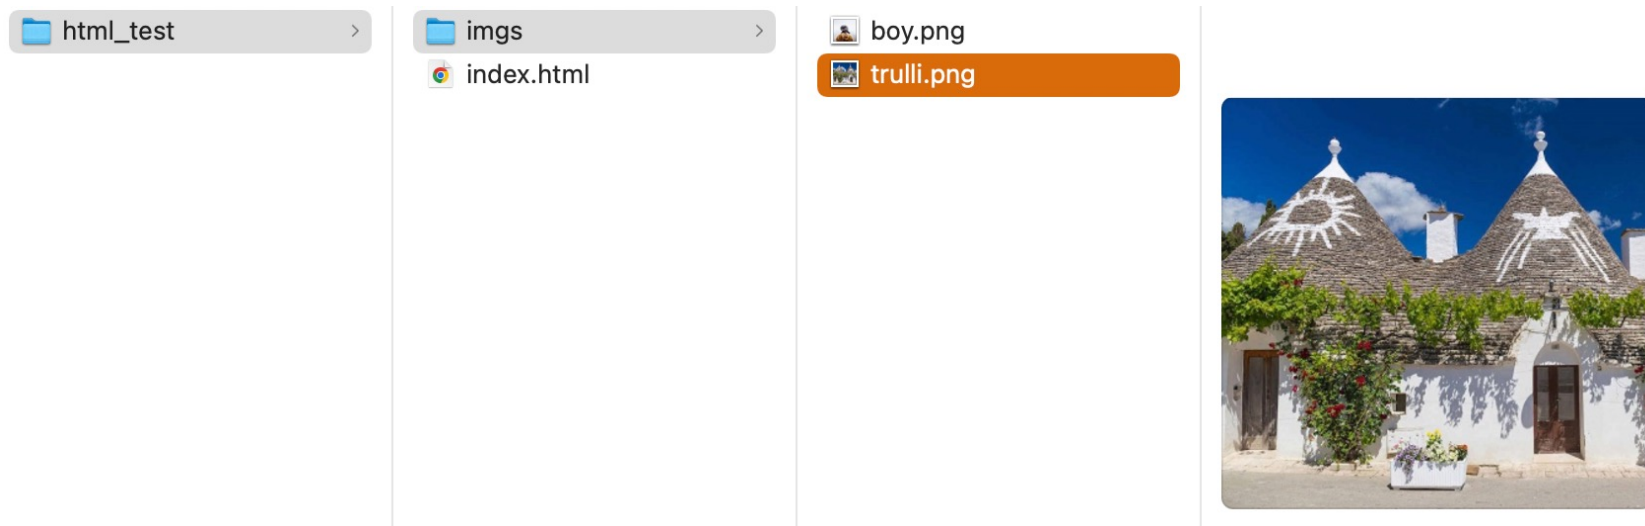 html_test
imgs
index.html
boy.png
trulli.png